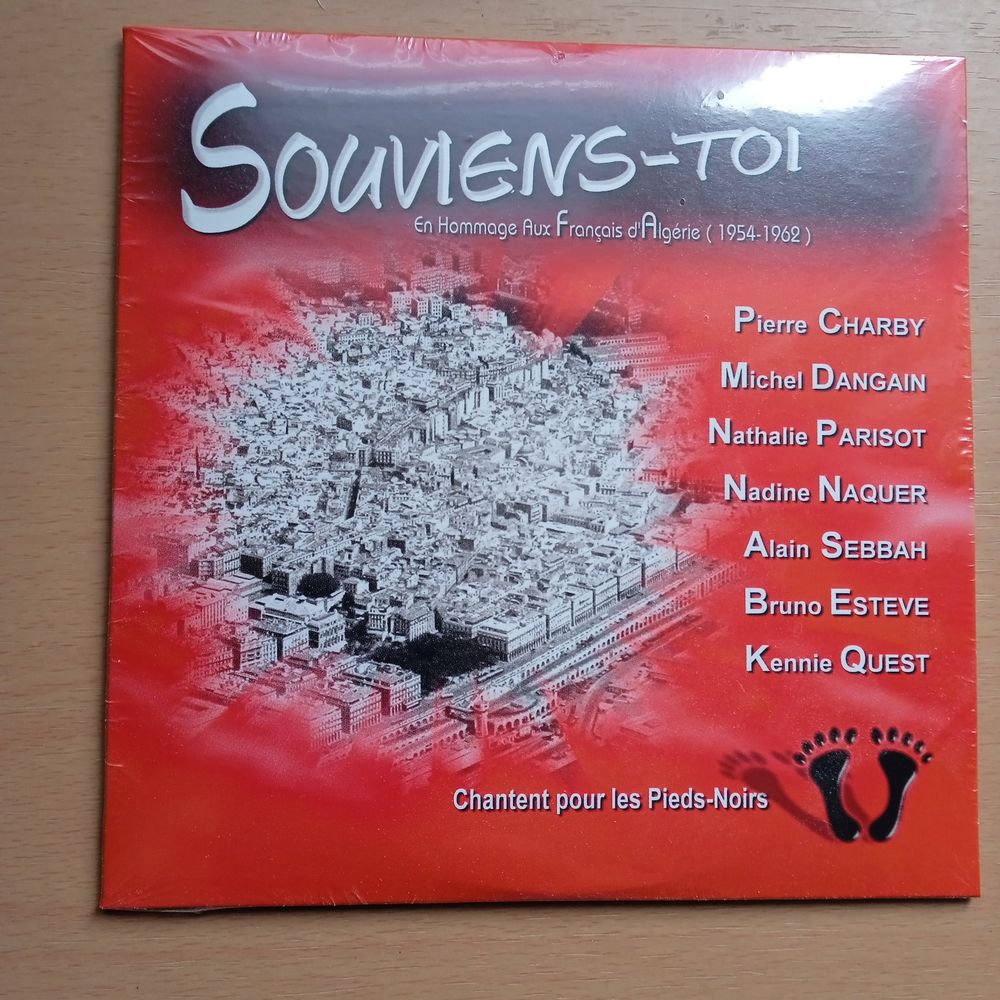 SOUVIENS-TOI
En Hommage Aux Français d'Algérie ( 1954-1962 )
Pierre CHARBY
Michel DANGAIN
Nathalie PARISOT
Nadine NAQUER
Alain SEBBAH
Bruno ESTEVE
Kennie QUEST
Chantent pour les Pieds-Noirs